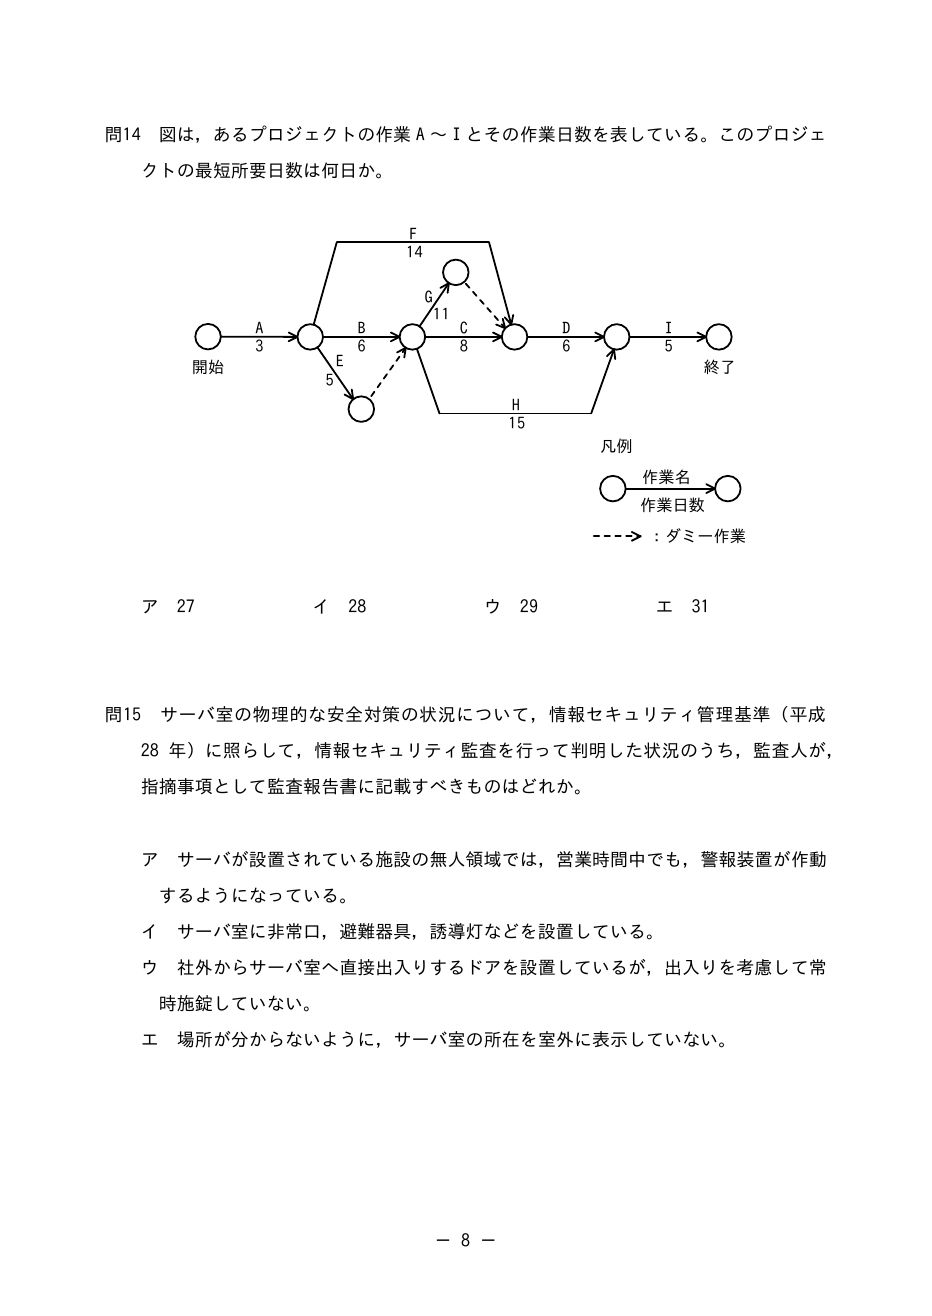 問14　図は，あるプロジェクトの作業A～Iとその作業日数を表している。このプロジェ
クトの最短所要日数は何日か。
F
14
G
11
A
3
B
6
C
8
D
6
I
5
開始
E
5
終了
H
15
凡例
作業名
作業日数
：ダミー作業
ア　27　イ　28　ウ　29　エ　31
問15　サーバ室の物理的な安全対策の状況について，情報セキュリティ管理基準（平成
28 年）に照らして，情報セキュリティ監査を行って判明した状況のうち，監査人が，
指摘事項として監査報告書に記載すべきものはどれか。
ア　サーバが設置されている施設の無人領域では，営業時間中でも，警報装置が作動
するようになっている。
イ　サーバ室に非常口，避難器具，誘導灯などを設置している。
ウ　社外からサーバ室へ直接出入りするドアを設置しているが，出入りを考慮して常
時施錠していない。
エ　場所が分からないように，サーバ室の所在を室外に表示していない。
－ 8 －